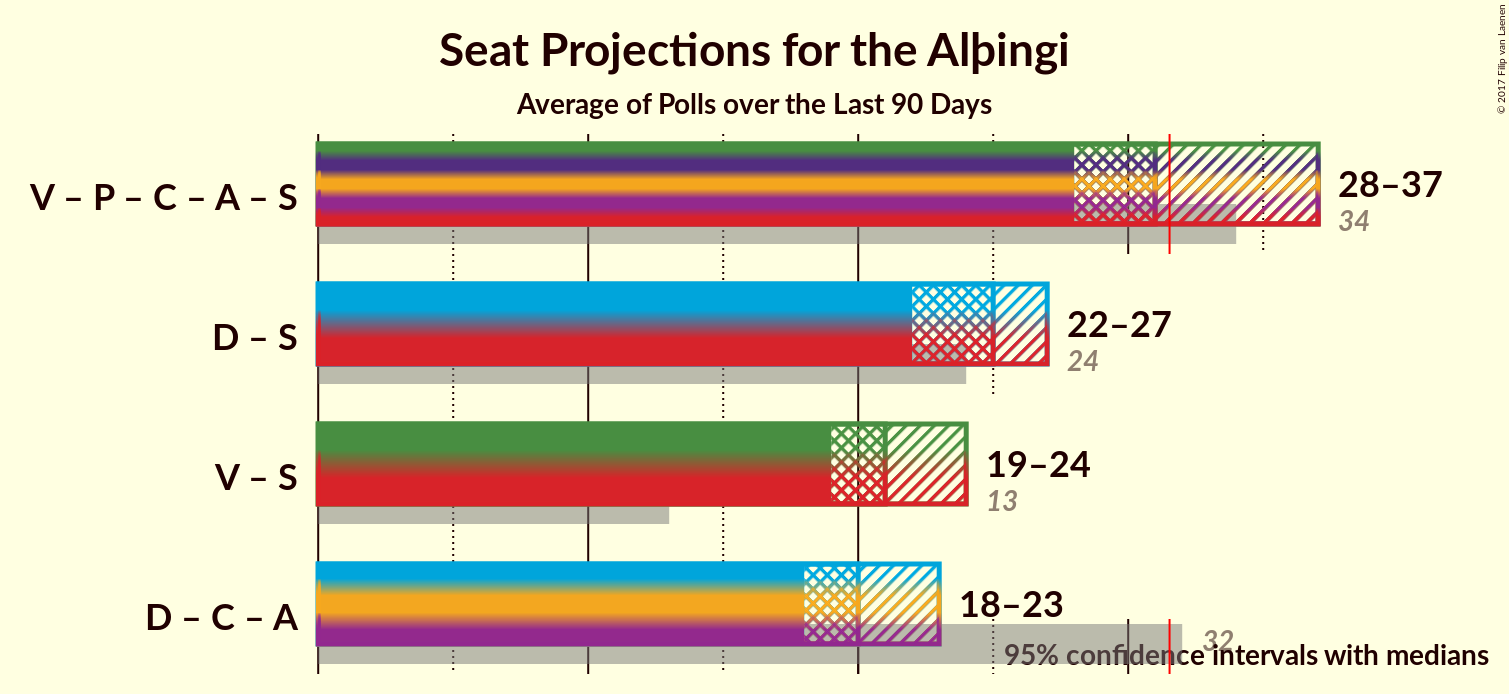 Seat Projections for the Alþingi
Average of Polls over the Last 90 Days
© 2017 Filip van Laenen
V – P – C – A – S
28–37
34
D – S
22–27
24
V – S
19–24
13
D – C – A
18–23
32
95% confidence intervals with medians